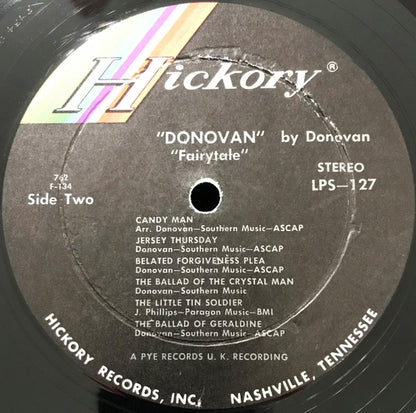 Hickory®
"DONOVAN" by Donovan
"Fairytale"
762
F-134
Side Two
STEREO
LPS-127
CANDY MAN
Arr. Donovan-Southern Music-ASCAP
JERSEY THURSDAY
Donovan-Southern Music-ASCAP
BELATED FORGIVENESS PLEA
Donovan-Southern Music-ASCAP
THE BALLAD OF THE CRYSTAL MAN
Donovan-Southern Music
THE LITTLE TIN SOLDIER
J. Phillips-Paragon Music-BMI
THE BALLAD OF GERALDINE
Donovan-Southern Music-ASCAP
A PYE RECORDS U. K. RECORDING
HICKORY RECORDS, INC. NASHVILLE, TENNESSEE